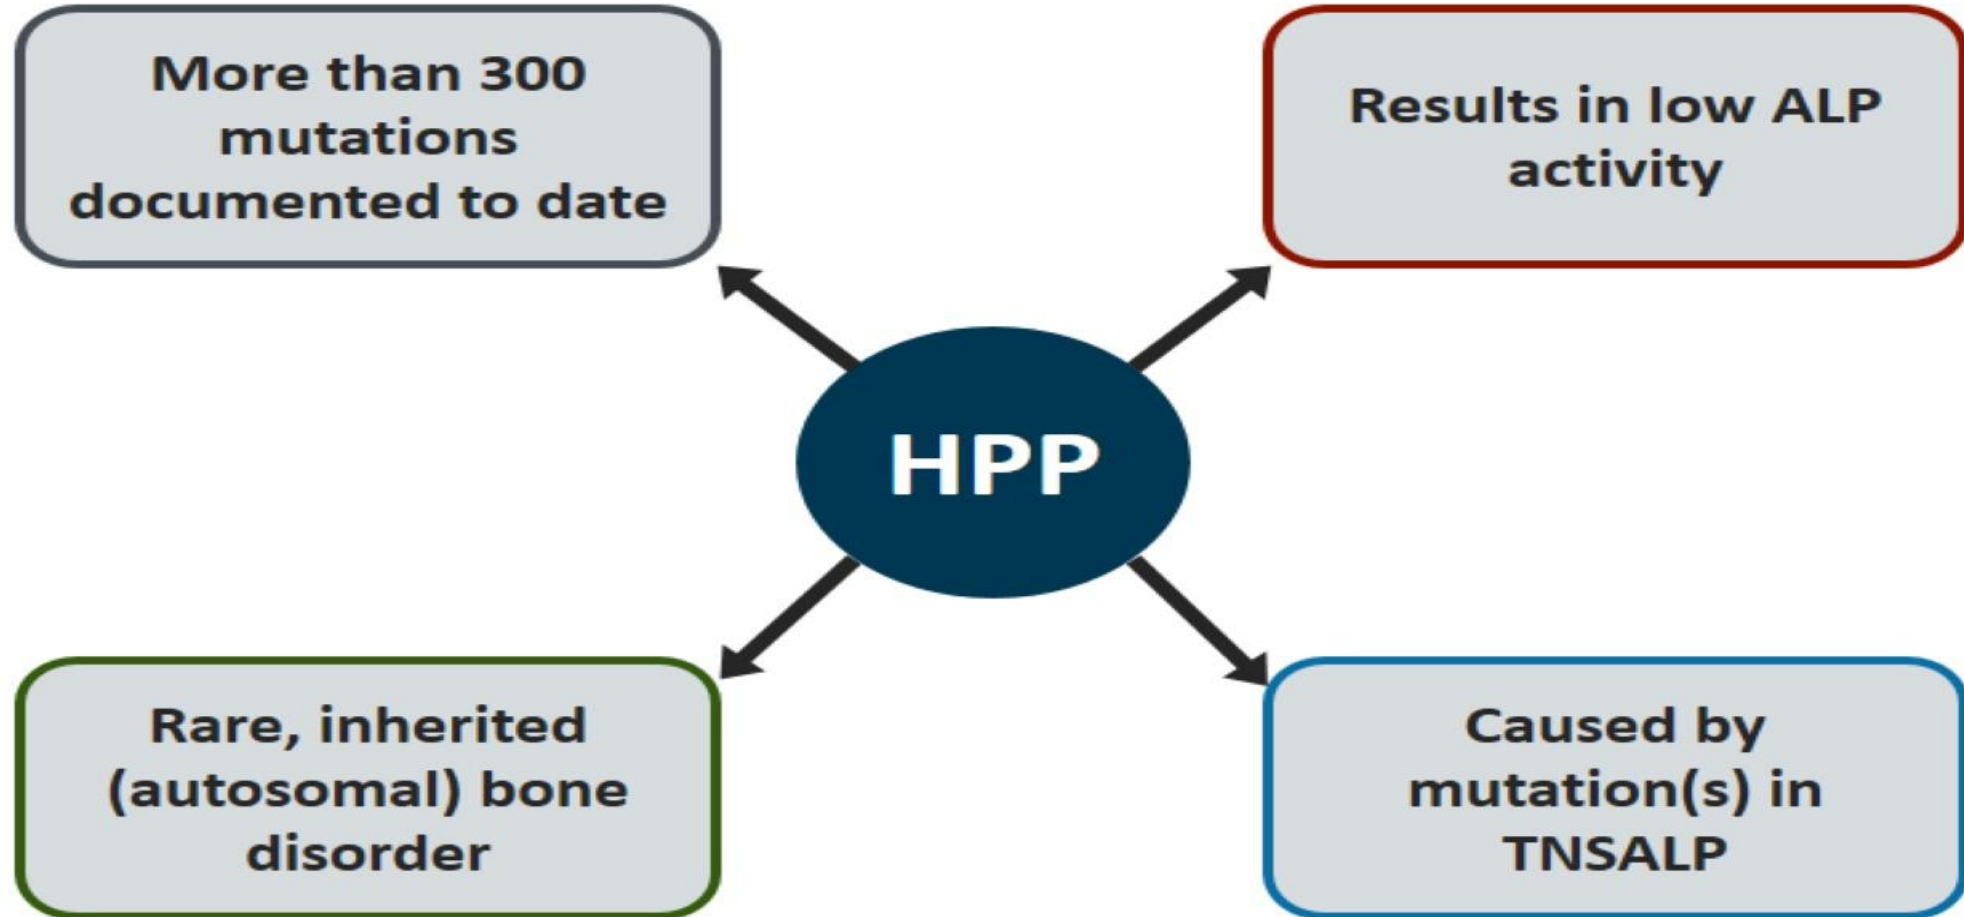 More than 300
mutations
documented to date
Results in low ALP
activity
HPP
Rare, inherited
(autosomal) bone
disorder
Caused by
mutation(s) in
TNSALP